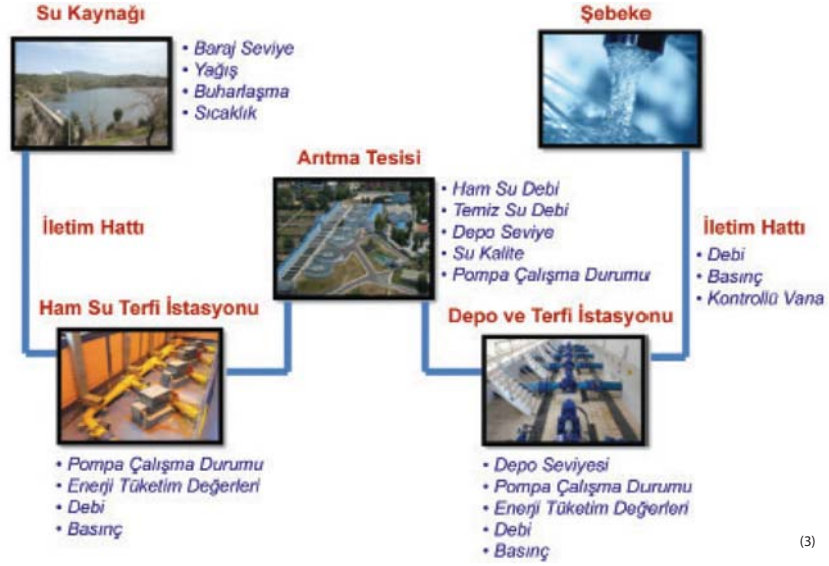 Su Kaynağı
• Baraj Seviye
• Yağış
• Buharlaşma
• Sıcaklık
İletim Hattı
Ham Su Terfi İstasyonu
• Pompa Çalışma Durumu
• Enerji Tüketim Değerleri
• Debi
• Basınç
Arıtma Tesisi
• Ham Su Debi
• Temiz Su Debi
• Depo Seviye
• Su Kalite
• Pompa Çalışma Durumu
Depo ve Terfi İstasyonu
• Depo Seviyesi
• Pompa Çalışma Durumu
• Enerji Tüketim Değerleri
• Debi
• Basınç
Şebeke
İletim Hattı
• Debi
• Basınç
• Kontrollü Vana
(3)